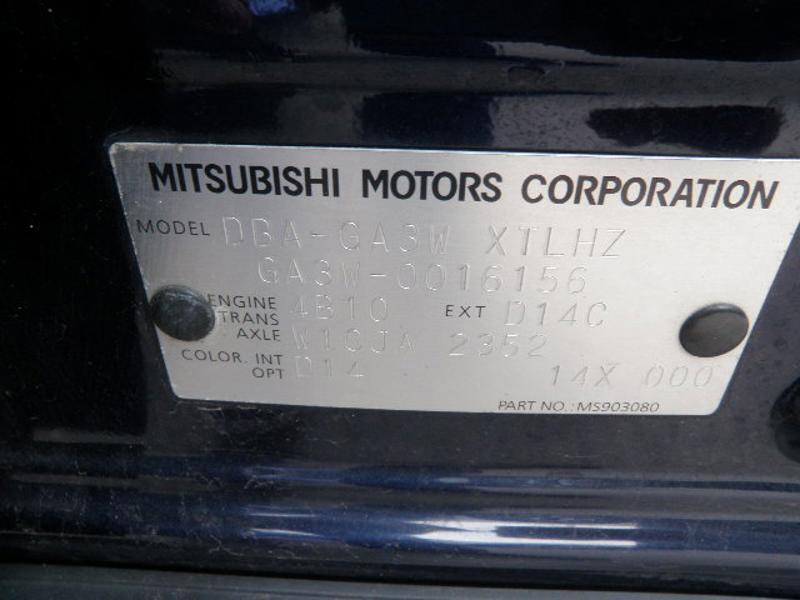 MITSUBISHI MOTORS CORPORATION
MODEL DBA-GA3W XTLHZ
GA3W-0016156
ENGINE 4B10 EXT D14C
TRANS
AXLE W1CJA 2352
COLOR. INT D14
OPT 14X 000
PART NO.: MS903080